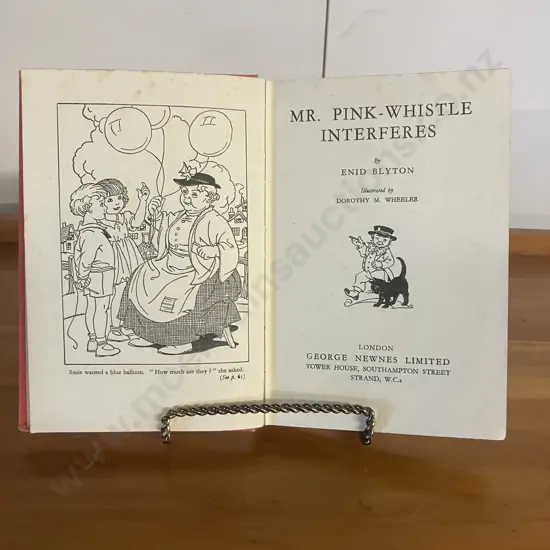 Susie wanted a blue balloon. "How much are they?" she asked.
(See p. 65)
MR. PINK-WHISTLE
INTERFERES
By
ENID BLYTON
Illustrated by
DOROTHY M. WHEELER
LONDON
GEORGE NEWNES LIMITED
TOWER HOUSE, SOUTHAMPTON STREET
STRAND, W.C.2